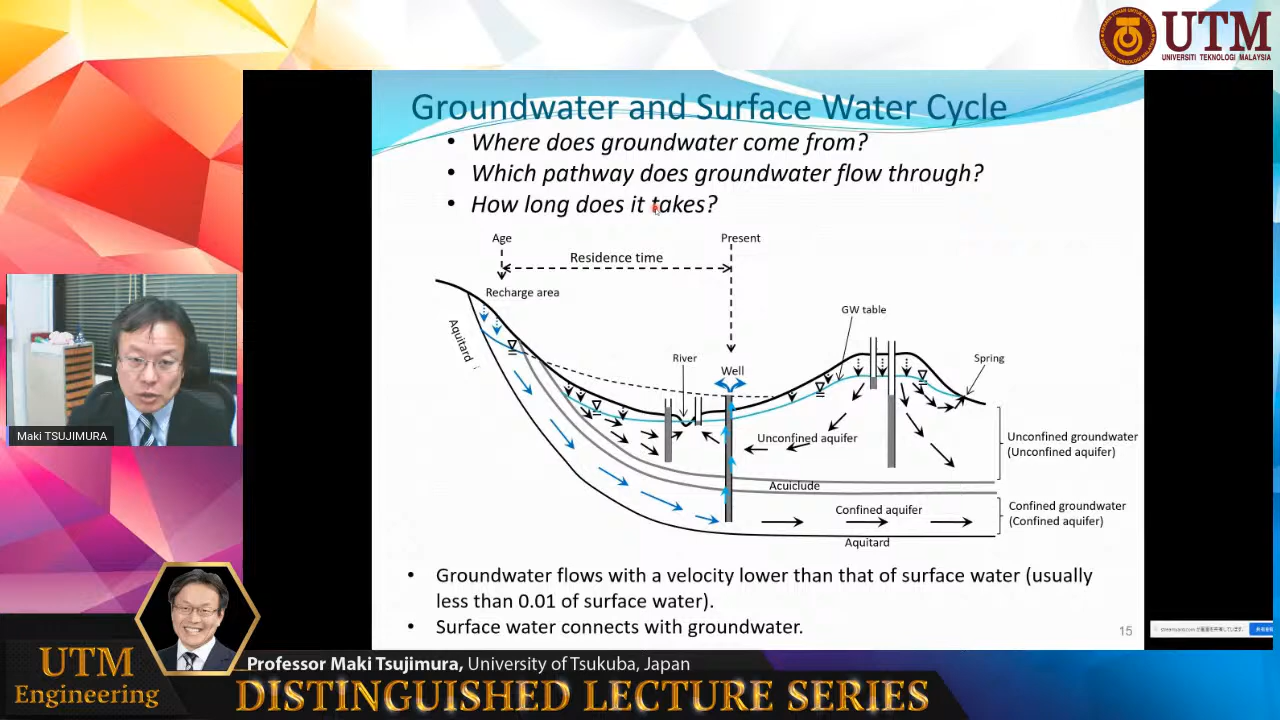 UTM
UNIVERSITI TEKNOLOGI MALAYSIA
Groundwater and Surface Water Cycle
• Where does groundwater come from?
• Which pathway does groundwater flow through?
• How long does it takes?
Age
Present
Residence time
Recharge area
Aquitard
GW table
River
Well
Spring
Unconfined aquifer
Unconfined groundwater
(Unconfined aquifer)
Acuiclude
Confined aquifer
Confined groundwater
(Confined aquifer)
Aquitard
• Groundwater flows with a velocity lower than that of surface water (usually
less than 0.01 of surface water).
• Surface water connects with groundwater.
15
Maki TSUJIMURA
UTM
Engineering
Professor Maki Tsujimura, University of Tsukuba, Japan
DISTINGUISHED LECTURE SERIES